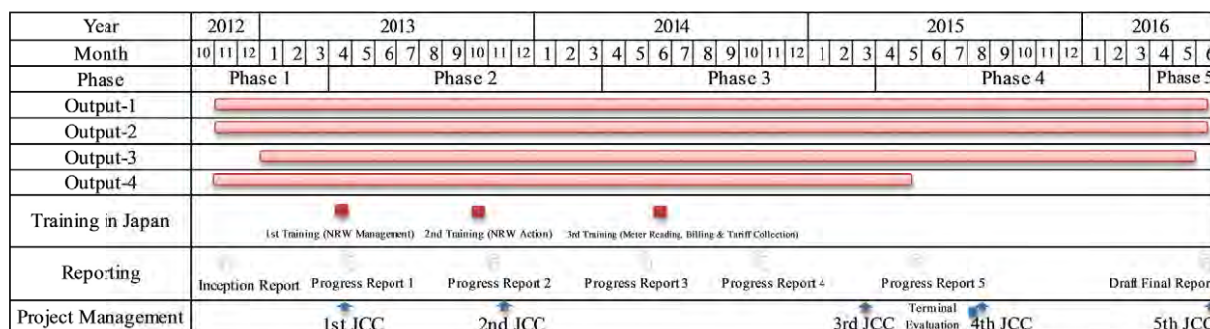 Year 2012 2013 2014 2015 2016
Month 10 11 12 1 2 3 4 5 6 7 8 9 10 11 12 1 2 3 4 5 6 7 8 9 10 11 12 1 2 3 4 5 6 7 8 9 10 11 12 1 2 3 4 5 6
Phase Phase 1 Phase 2 Phase 3 Phase 4 Phase 5
Output-1
Output-2
Output-3
Output-4
Training in Japan
1st Training (NRW Management) 2nd Training (NRW Action) 3rd Training (Meter Reading, Billing & Tariff Collection)
Reporting
Inception Report Progress Report 1 Progress Report 2 Progress Report 3 Progress Report 4 Progress Report 5 Draft Final Report
Project Management
1st JCC 2nd JCC 3rd JCC Terminal Evaluation 4th JCC 5th JCC